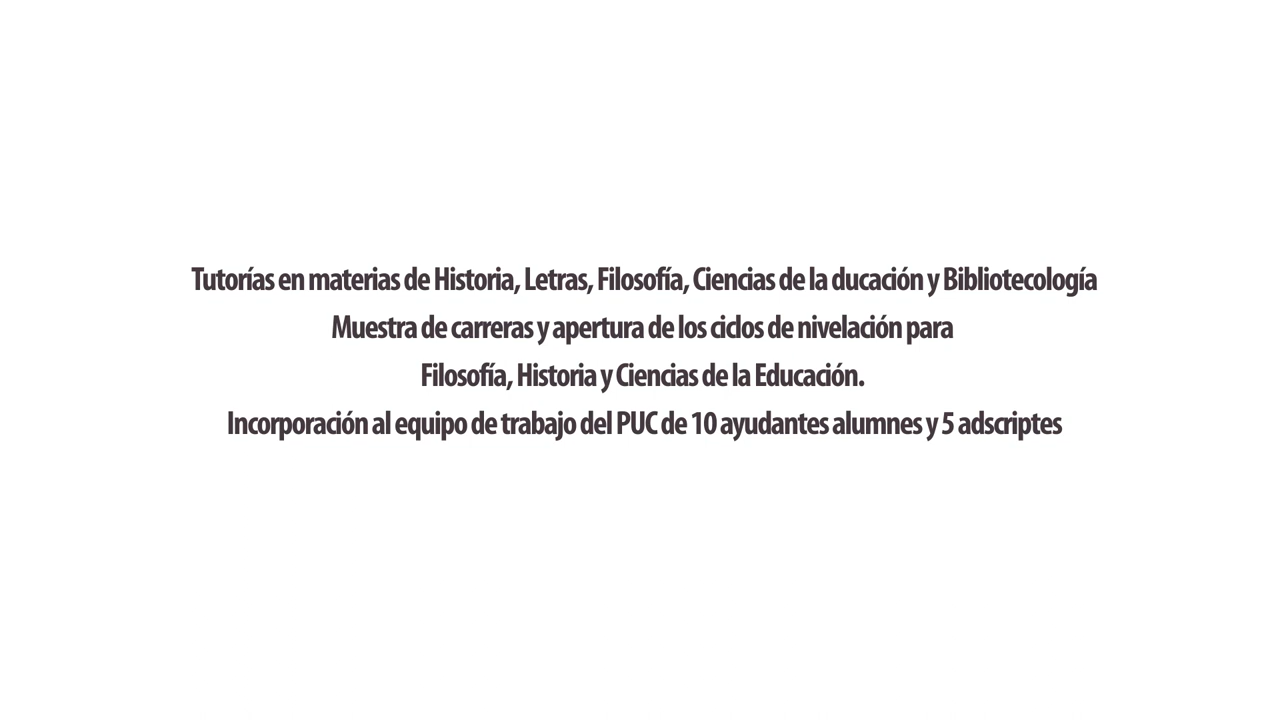 Tutorías en materias de Historia, Letras, Filosofía, Ciencias de la ducación y Bibliotecología
Muestra de carreras y apertura de los ciclos de nivelación para
Filosofía, Historia y Ciencias de la Educación.
Incorporación al equipo de trabajo del PUC de 10 ayudantes alumnes y 5 adscriptes